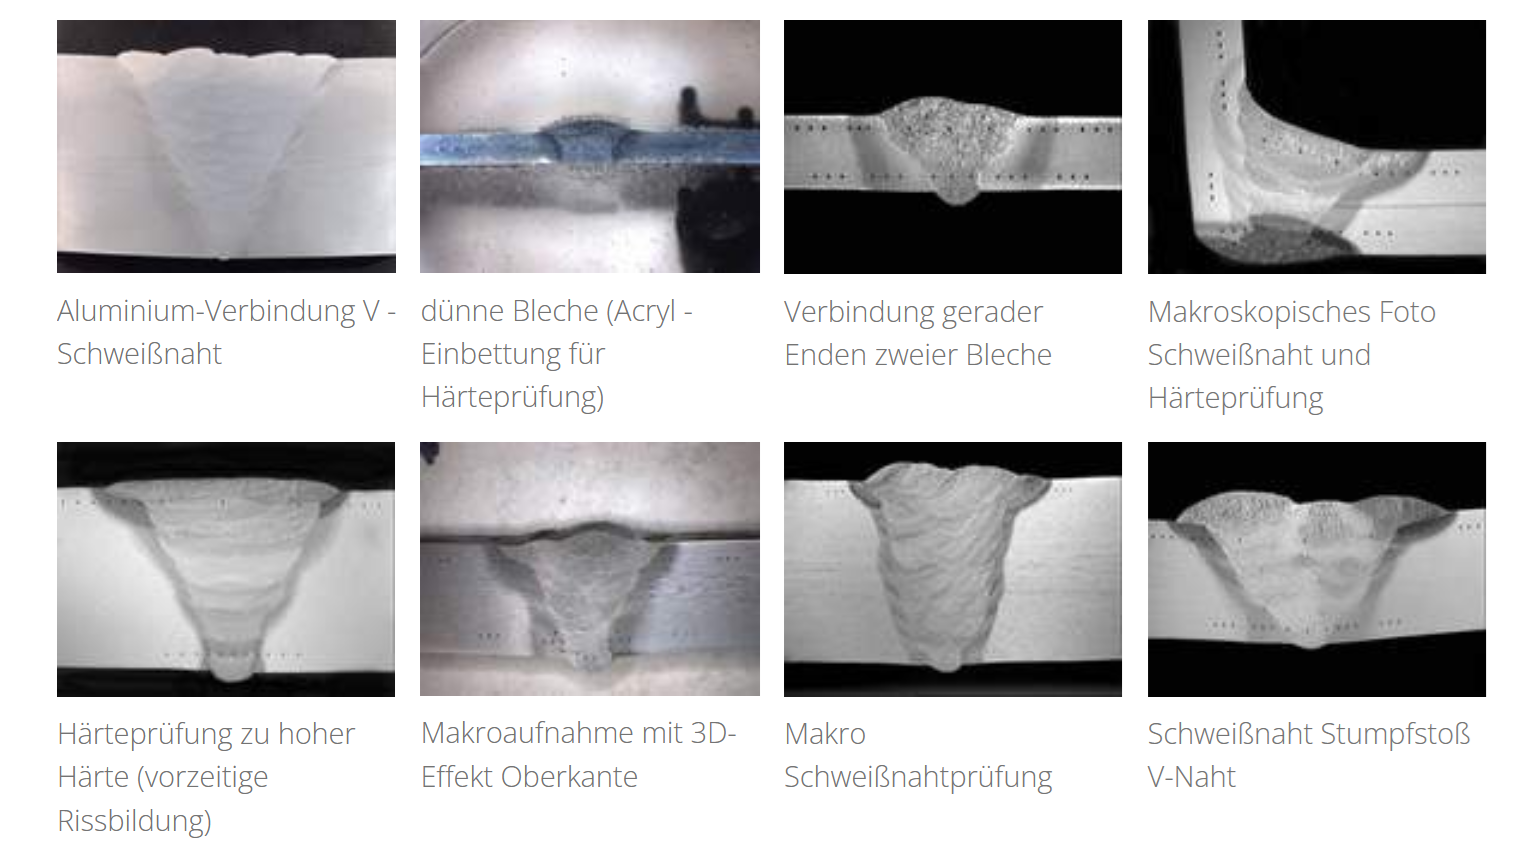 Aluminium-Verbindung V -
Schweißnaht
dünne Bleche (Acryl -
Einbettung für
Härteprüfung)
Verbindung gerader
Enden zweier Bleche
Makroskopisches Foto
Schweißnaht und
Härteprüfung
Härteprüfung zu hoher
Härte (vorzeitige
Rissbildung)
Makroaufnahme mit 3D-
Effekt Oberkante
Makro
Schweißnahtprüfung
Schweißnaht Stumpfstoß
V-Naht